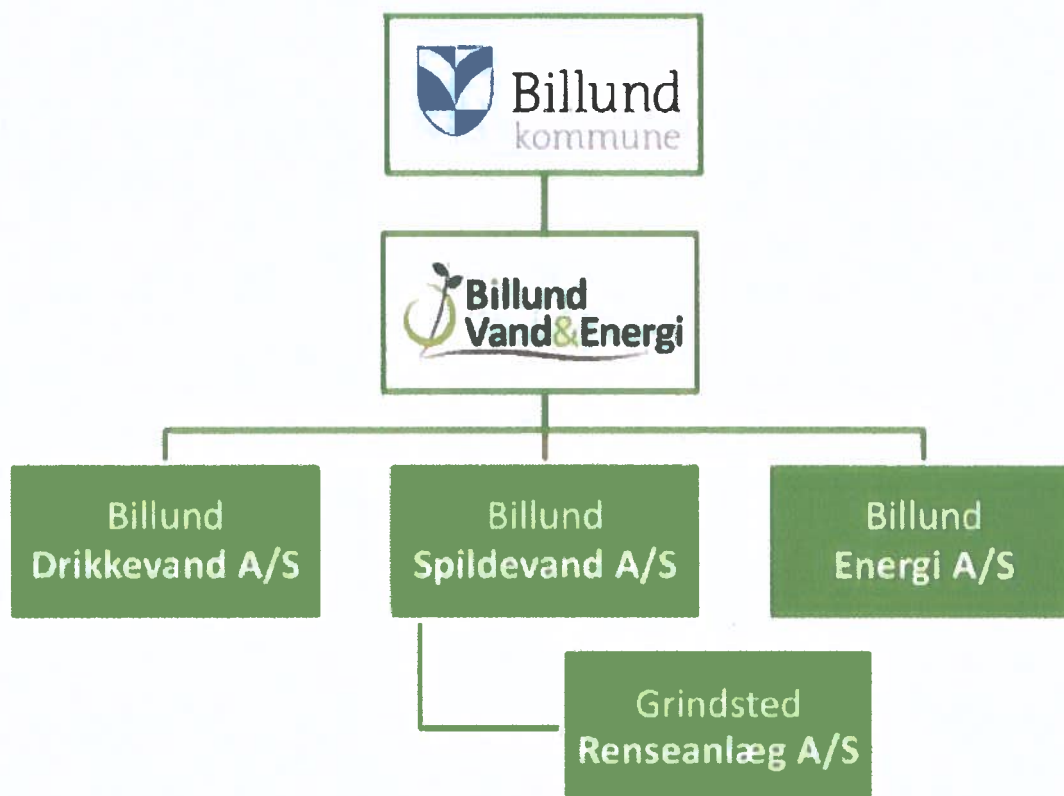 Billund
kommune
Billund
Vand&Energi
Billund
Drikkevand A/S
Billund
Spildevand A/S
Billund
Energi A/S
Grindsted
Renseanlæg A/S